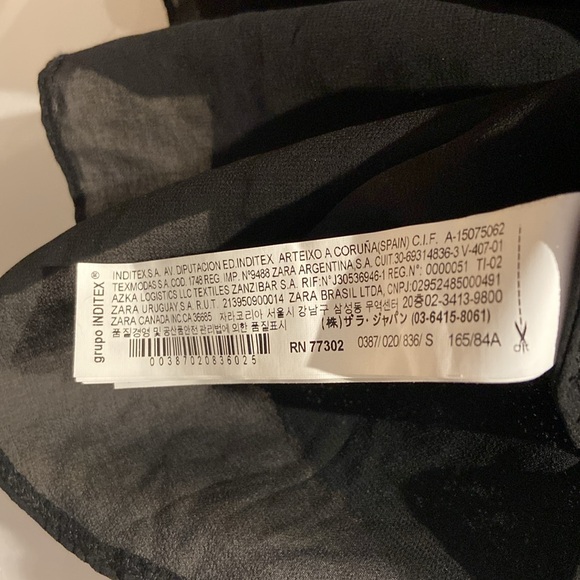 grupo INDITEX ®
INDITEX S.A. AV. DIPUTACION ED.INDITEX. ARTEIXO A CORUÑA(SPAIN) C.I.F. A-15075062
TEXMODAS S.A. COD. 1748 REG. IMP. Nº9488 ZARA ARGENTINA S.A. CUIT 30-69314836-3 V-407-01
AZKA LOGISTICS LLC TEXTILES ZANZIBAR S.A. RIF:NºJ30536946-1 REG.Nº: 0000051 TI-02
ZARA URUGUAY S.A. R.U.T. 213950900014 ZARA BRASIL LTDA, CNPJ:02952485000491
ZARA CANADA INC.CA 36685 자라코리아 서울시 강남구 삼성동 무역센터 20층 02-3413-9800
품질경영 및 공산품안전 관리법에 의한 품질표시 (株) ザラ・ジャパン (03-6415-8061)
RN 77302 0387/020/836/ S 165/84A
00387020836025